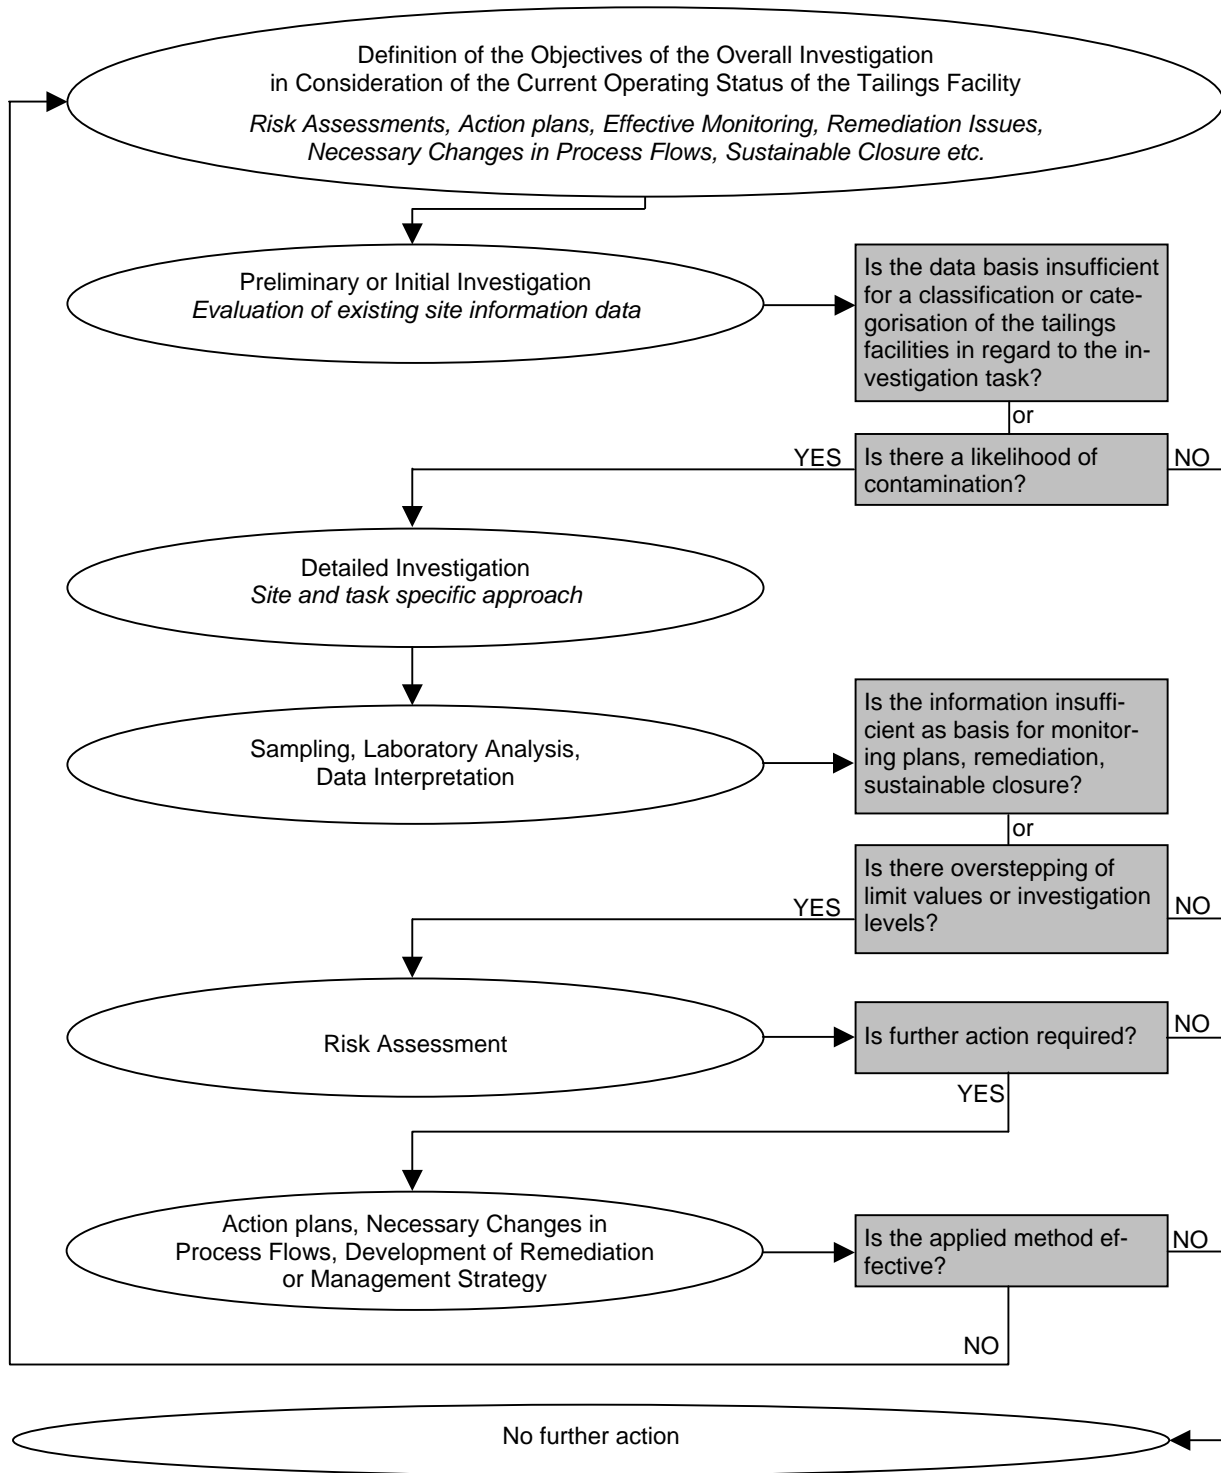 Definition of the Objectives of the Overall Investigation
in Consideration of the Current Operating Status of the Tailings Facility
Risk Assessments, Action plans, Effective Monitoring, Remediation Issues,
Necessary Changes in Process Flows, Sustainable Closure etc.
Preliminary or Initial Investigation
Evaluation of existing site information data
Is the data basis insufficient
for a classification or cate-
gorisation of the tailings
facilities in regard to the in-
vestigation task?
or
YES
Is there a likelihood of
contamination?
NO
Detailed Investigation
Site and task specific approach
Sampling, Laboratory Analysis,
Data Interpretation
Is the information insuffi-
cient as basis for monitor-
ing plans, remediation,
sustainable closure?
or
YES
Is there overstepping of
limit values or investigation
levels?
NO
Risk Assessment
Is further action required?
NO
YES
Action plans, Necessary Changes in
Process Flows, Development of Remediation
or Management Strategy
Is the applied method ef-
fective?
NO
NO
No further action